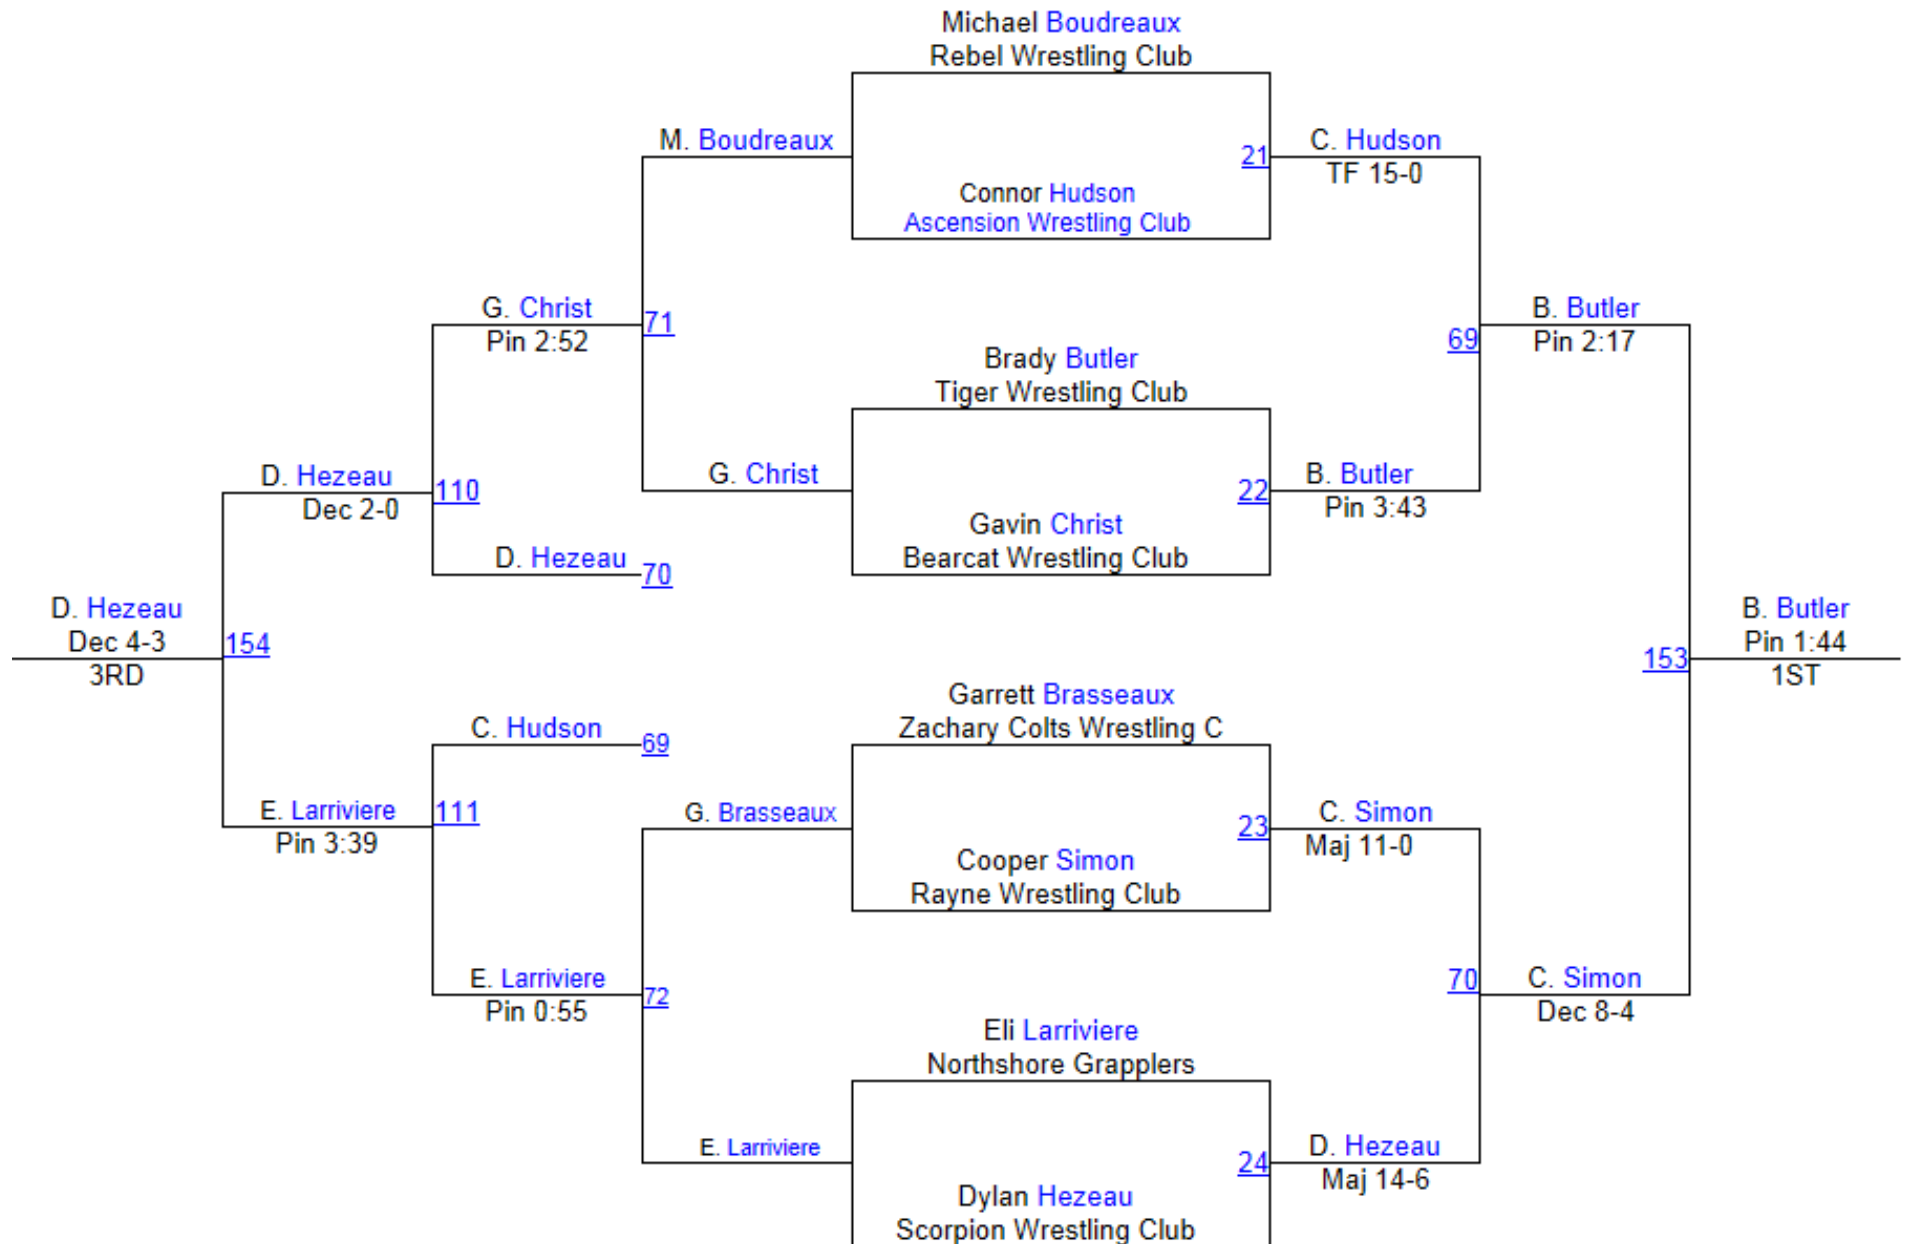 Michael Boudreaux
Rebel Wrestling Club
M. Boudreaux
21
C. Hudson
TF 15-0
Connor Hudson
Ascension Wrestling Club
G. Christ
Pin 2:52
71
B. Butler
Pin 2:17
69
Brady Butler
Tiger Wrestling Club
D. Hezeau
Dec 2-0
110
G. Christ
22
B. Butler
Pin 3:43
Gavin Christ
Bearcat Wrestling Club
D. Hezeau
70
D. Hezeau
Dec 4-3
3RD
154
B. Butler
Pin 1:44
1ST
153
Garrett Brasseaux
Zachary Colts Wrestling C
C. Hudson
69
E. Larriviere
Pin 3:39
111
G. Brasseaux
23
C. Simon
Maj 11-0
Cooper Simon
Rayne Wrestling Club
E. Larriviere
Pin 0:55
72
70
C. Simon
Dec 8-4
Eli Larriviere
Northshore Grapplers
E. Larriviere
24
D. Hezeau
Maj 14-6
Dylan Hezeau
Scorpion Wrestling Club